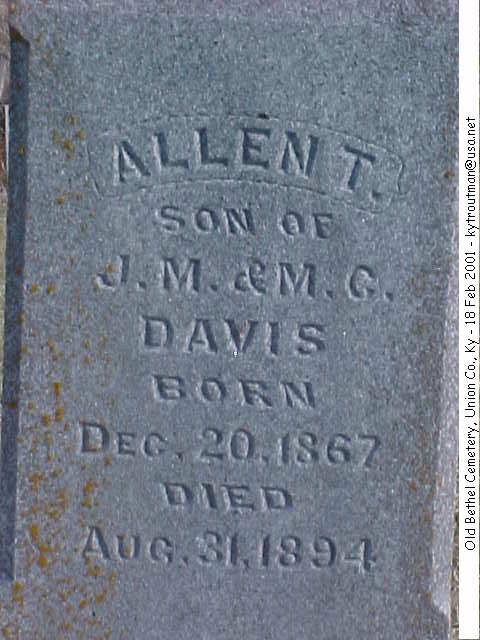 ALLEN T.
SON OF
J. M. & M. G.
DAVIS
BORN
DEC. 20, 1867
DIED
AUG. 31, 1894
Old Bethel Cemetery, Union Co., Ky - 18 Feb 2001 - kytroutman@usa.net